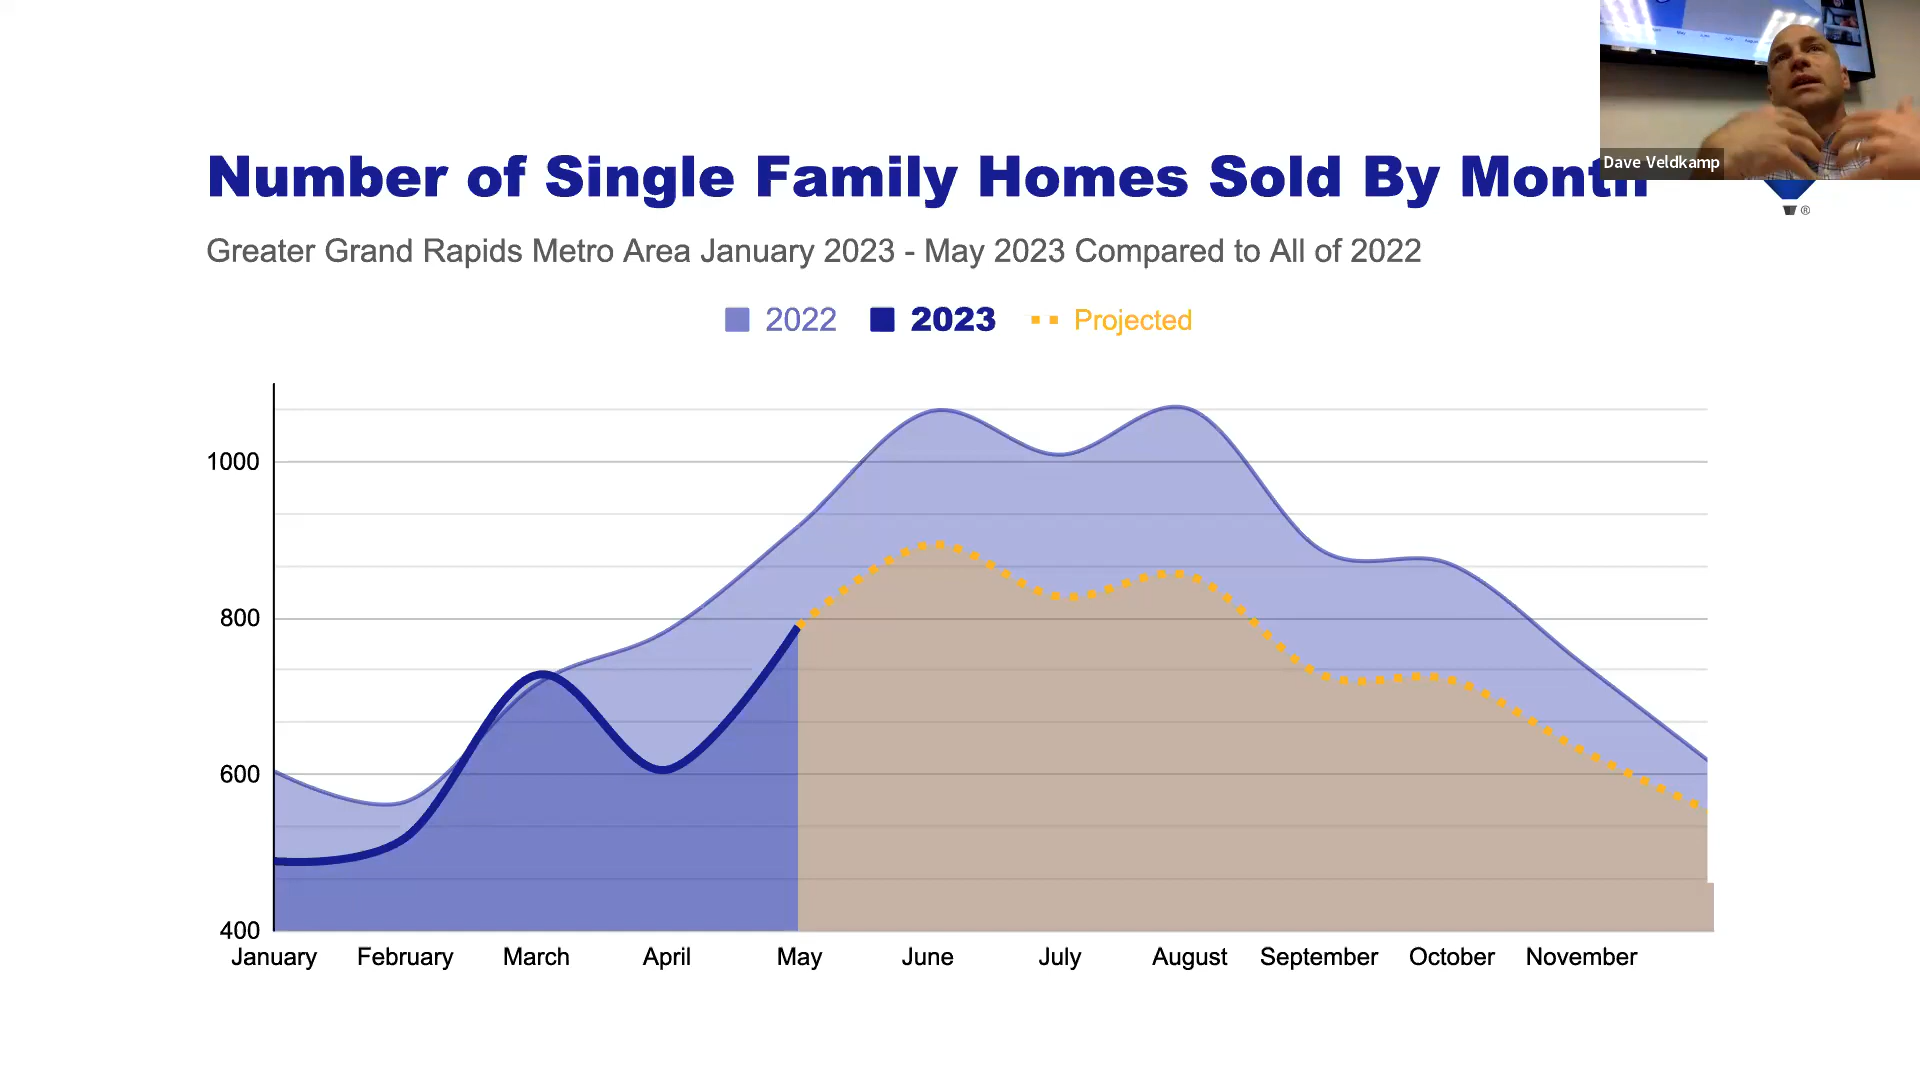 Number of Single Family Homes Sold By Month
Greater Grand Rapids Metro Area January 2023 - May 2023 Compared to All of 2022
2022 2023 Projected
Dave Veldkamp
®
1000
800
600
400
January February March April May June July August September October November